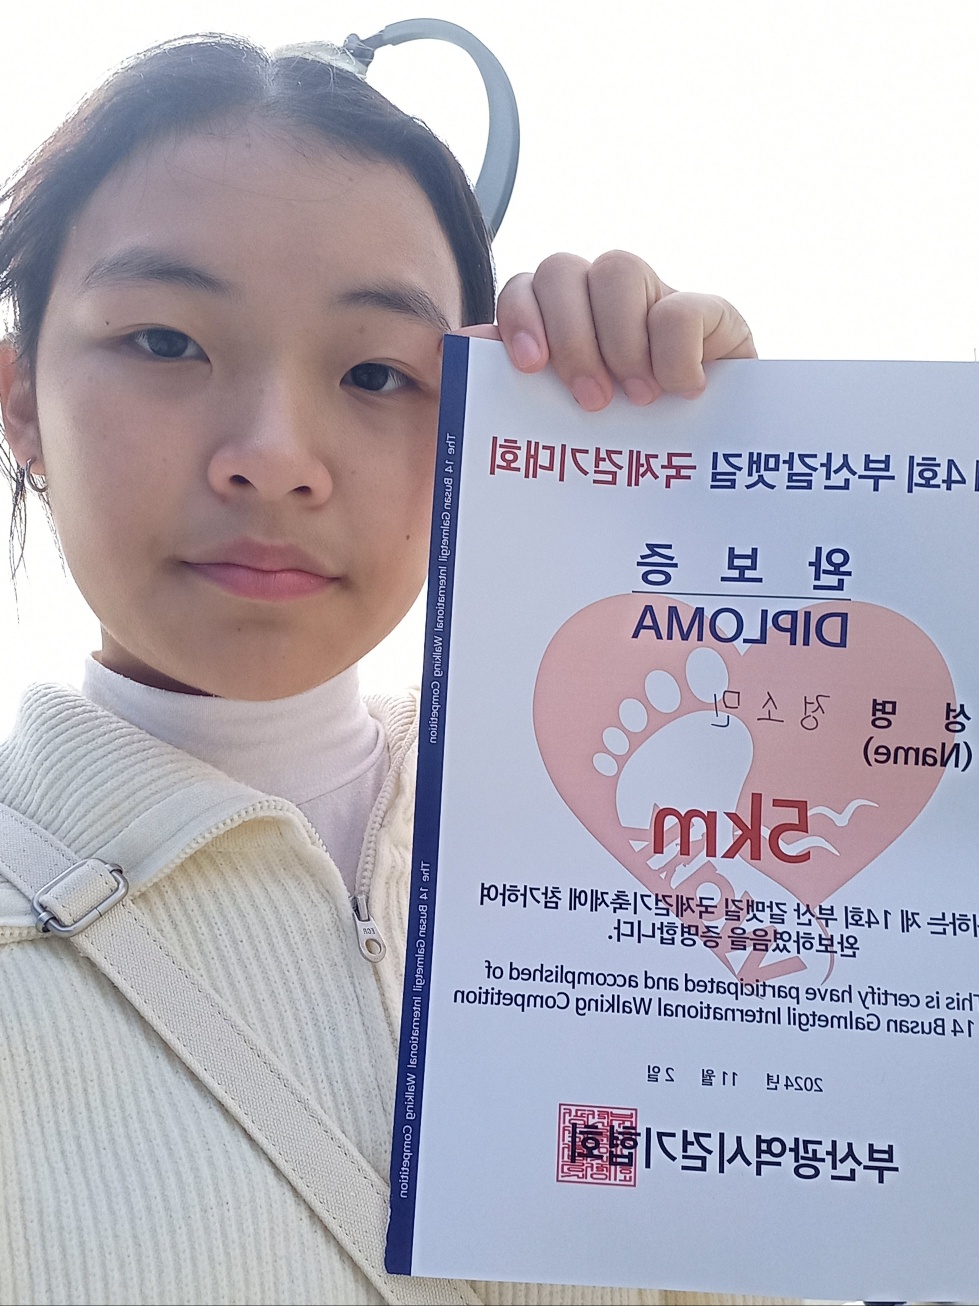 14회 부산갈맷길 국제걷기대회
완 보 증
DIPLOMA
성 명 정소민
(Name)
5km
하는 제 14회 부산 갈맷길 국제걷기축제에 참가하여
완보하였음을 증명합니다.
This is certify have participated and accomplished of
14 Busan Galmetgil International Walking Competition
2024년 11월 2일
부산광역시걷기협회
The 14 Busan Galmetgil International Walking Competition
The 14 Busan Galmetgil International Walking Competition